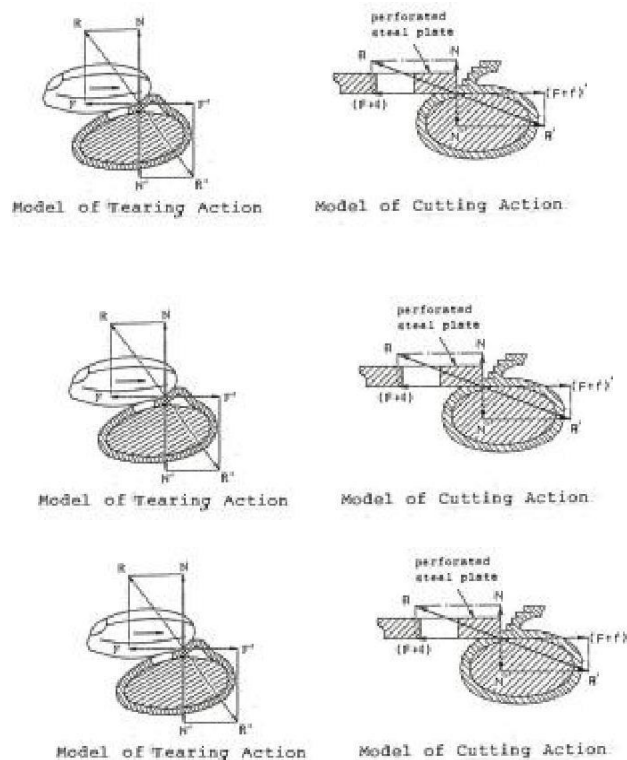 R N
perforated
steel plate
R N
F F'
(F+f) (F+f)'
N
N' R' R'
Model of Tearing Action Model of Cutting Action
perforated
steel plate
R N
R N
F F'
(F+f) (F+f)'
N
N' R' R'
Model of Tearing Action Model of Cutting Action
perforated
steel plate
R N
R N
F F'
(F+f) (F+f)'
N
N' R' R'
Model of Tearing Action Model of Cutting Action